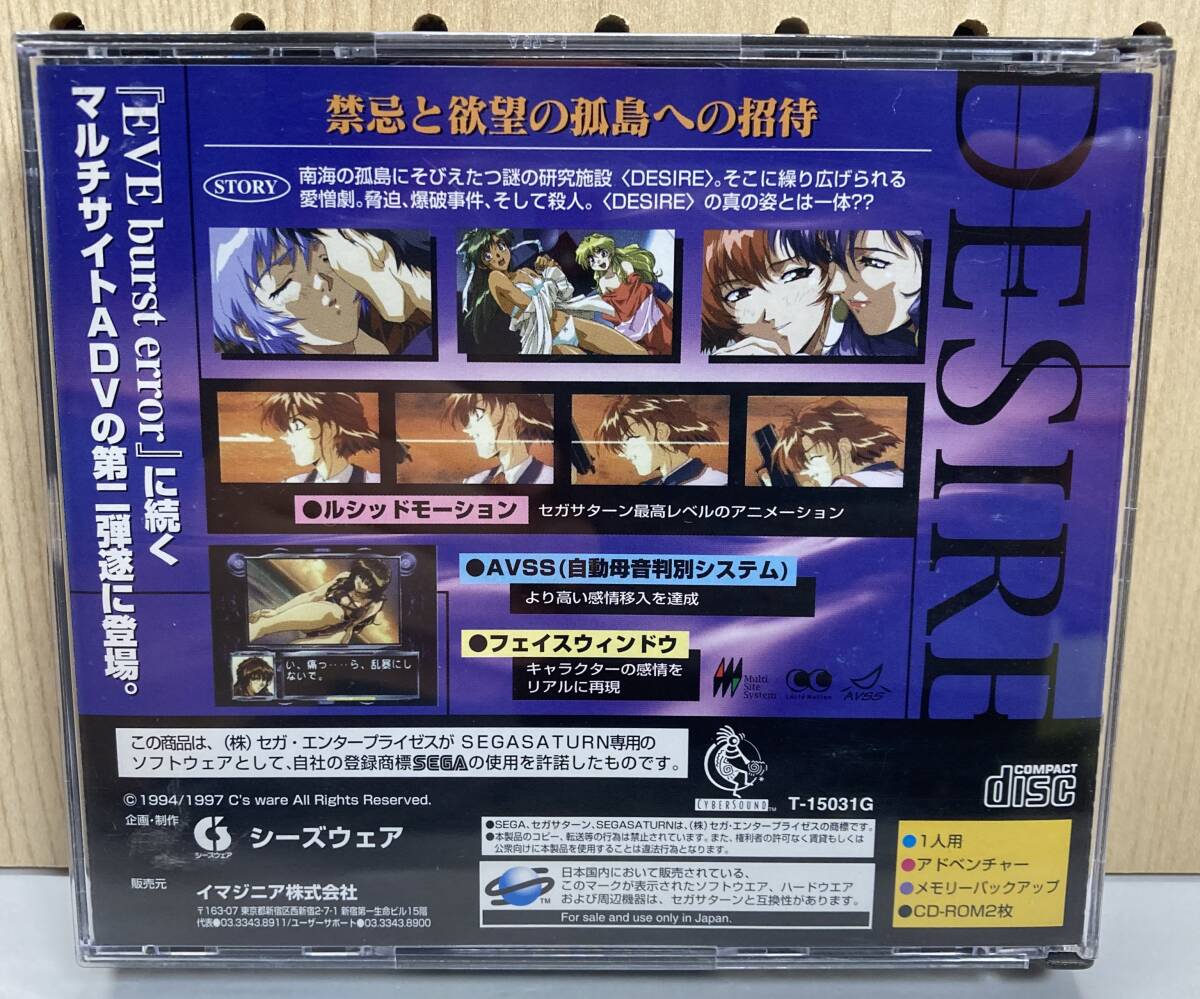 『EVE burst error』に続く
マルチサイトADVの第二弾遂に登場。
DESIRE
禁忌と欲望の孤島への招待
STORY
南海の孤島にそびえたつ謎の研究施設〈DESIRE〉。そこに繰り広げられる
愛憎劇。脅迫、爆破事件、そして殺人。〈DESIRE〉の真の姿とは一体??
●ルシッドモーション
セガサターン最高レベルのアニメーション
●AVSS(自動母音判別システム)
より高い感情移入を達成
い、痛っ‥‥ら、乱暴にし
ないで。
●フェイスウィンドウ
キャラクターの感情を
リアルに再現
Multi
Site
System
Lucid Motion
AVSS
この商品は、(株)セガ・エンタープライゼスがSEGASATURN専用の
ソフトウェアとして、自社の登録商標SEGAの使用を許諾したものです。
CYBERSOUND™
T-15031G
COMPACT
disc
©1994/1997 C's ware All Rights Reserved.
企画・制作
シーズウェア
シーズウェア
販売元
イマジニア株式会社
〒163-07 東京都新宿区西新宿2-7-1 新宿第一生命ビル15階
代表●03.3343.8911/ユーザーサポート●03.3343.8900
●SEGA、セガサターン、SEGASATURNは、(株)セガ・エンタープライゼスの商標です。
●本製品のコピー、転送等の行為は禁止されています。また、権利者の許可なく賃貸もしくは
公衆向けに本製品を使用することは違法行為となります。
日本国内において販売されている、
このマークが表示されたソフトウエア、ハードウエア
および周辺機器は、セガサターンと互換性があります。
TM
For sale and use only in Japan.
●1人用
●アドベンチャー
●メモリーバックアップ
●CD-ROM2枚